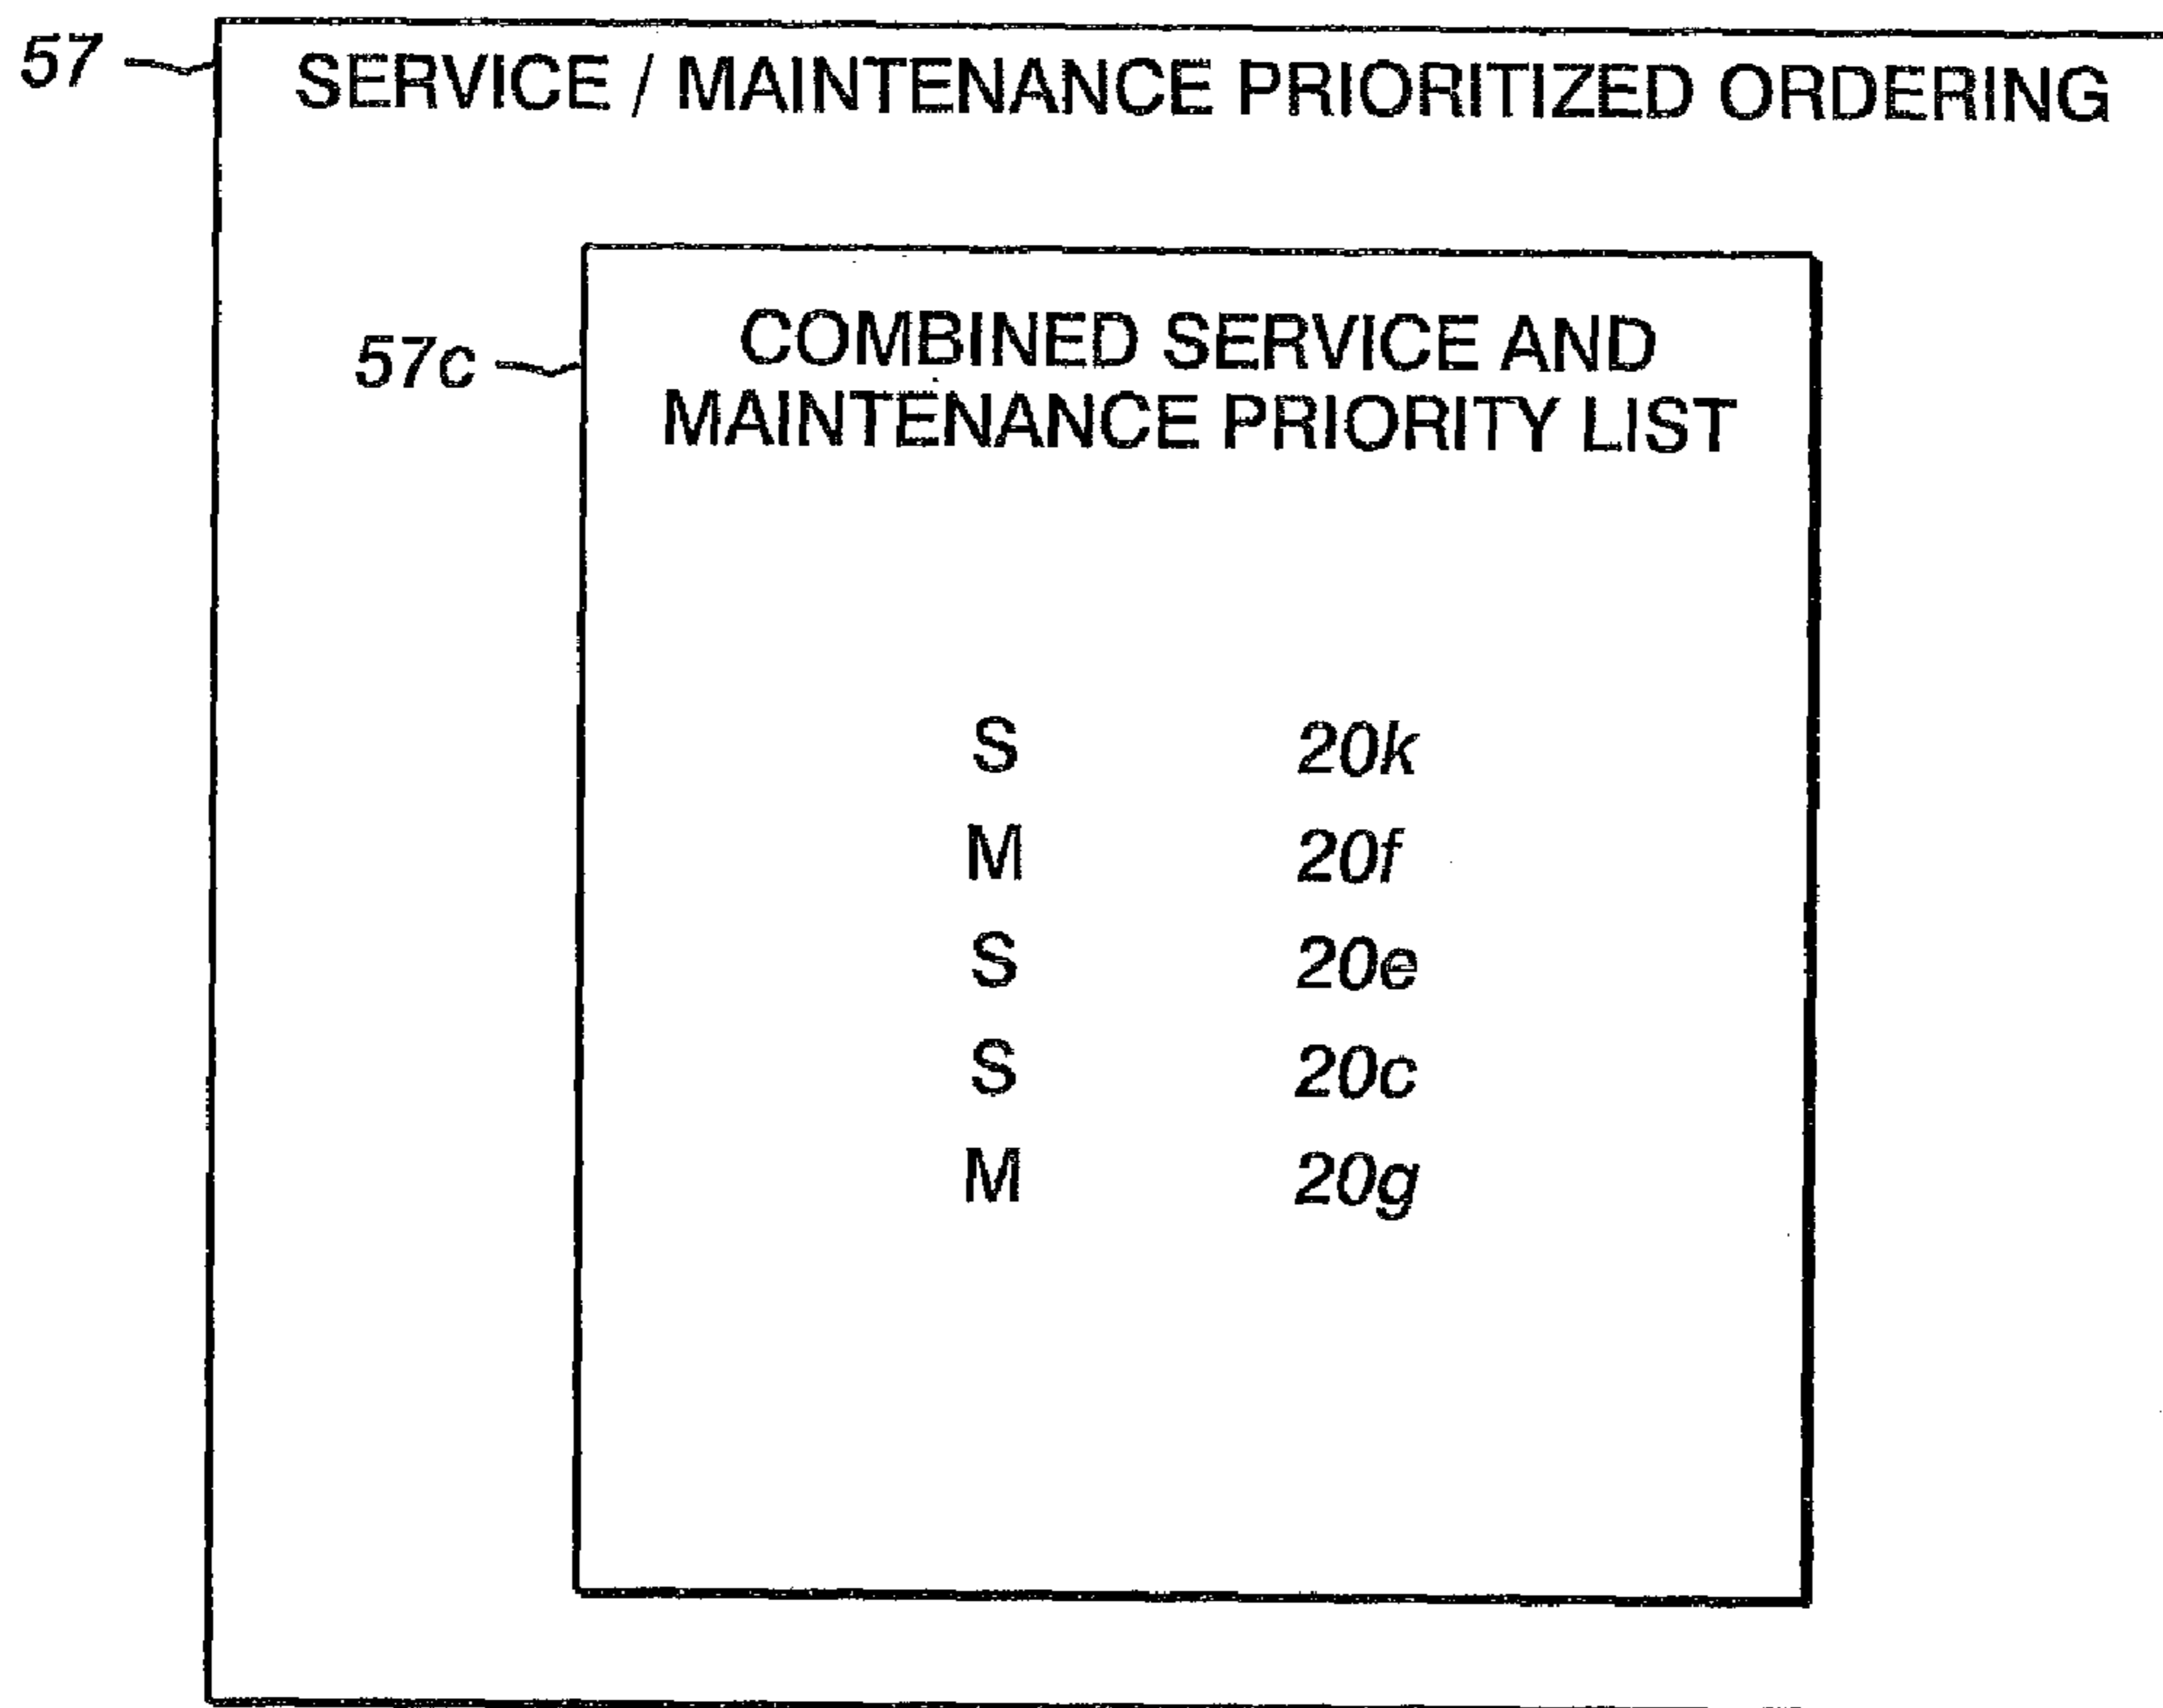 57 SERVICE / MAINTENANCE PRIORITIZED ORDERING
57c COMBINED SERVICE AND
MAINTENANCE PRIORITY LIST
S 20k
M 20f
S 20e
S 20c
M 20g